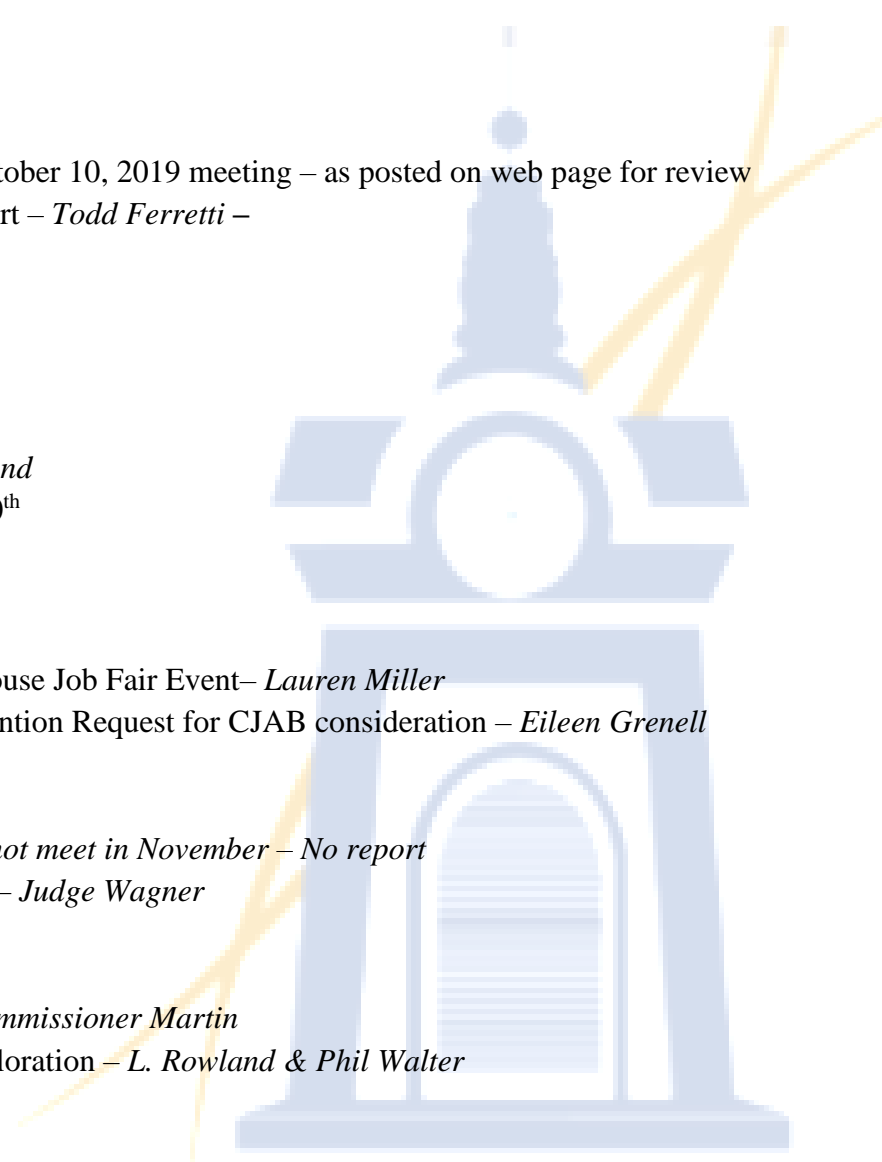 tober 10, 2019 meeting – as posted on web page for review
rt – Todd Ferretti –
nd
th
ouse Job Fair Event– Lauren Miller
ntion Request for CJAB consideration – Eileen Grenell
not meet in November – No report
– Judge Wagner
mmissioner Martin
loration – L. Rowland & Phil Walter